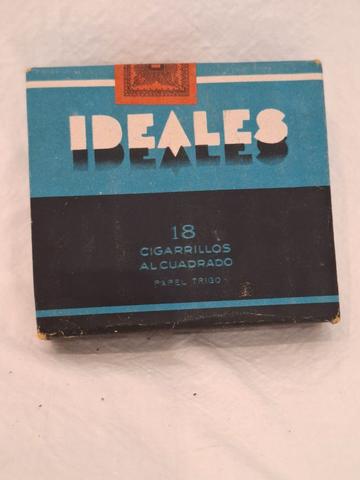 IDEALES
18
CIGARRILLOS
AL CUADRADO
PAPEL TRIGO